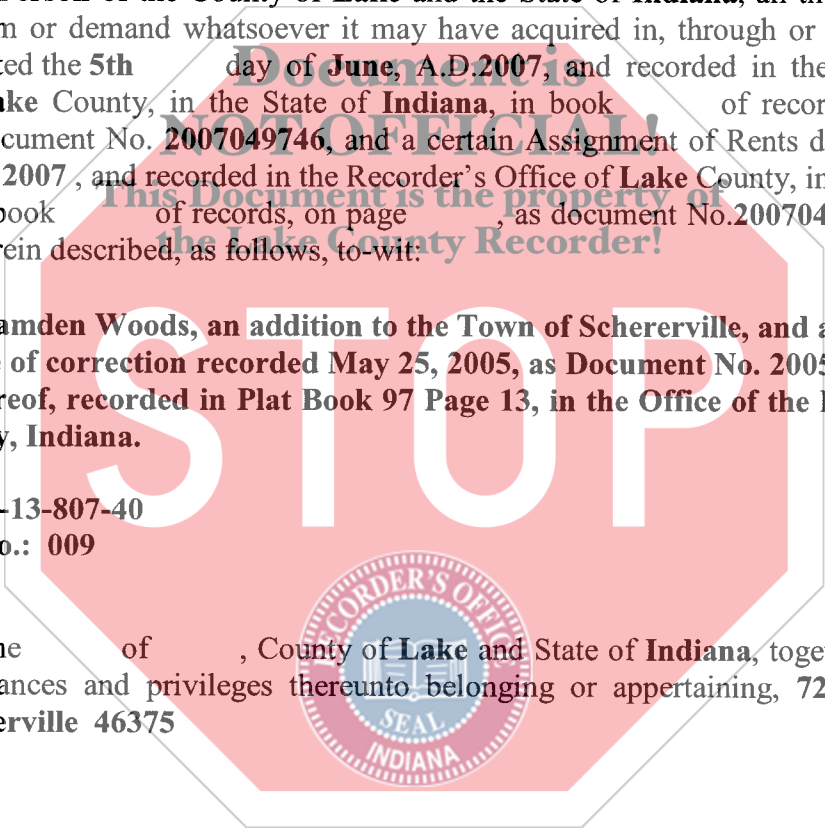 m or demand whatsoever it may have acquired in, through or
ted the 5th day of June, A.D.2007, and recorded in the
ake County, in the State of Indiana, in book of recor
cument No. 2007049746, and a certain Assignment of Rents d
2007 , and recorded in the Recorder’s Office of Lake County, in
book of records, on page , as document No.200704
rein described, as follows, to-wit:
amden Woods, an addition to the Town of Schererville, and a
e of correction recorded May 25, 2005, as Document No. 2005
reof, recorded in Plat Book 97 Page 13, in the Office of the
y, Indiana.
-13-807-40
o.: 009
ne of , County of Lake and State of Indiana, toge
ances and privileges thereunto belonging or appertaining, 72
erville 46375
Document is
NOT OFFICIAL!
This Document is the property of
the Lake County Recorder!
STOP
RECORDER'S OFFICE
SEAL
INDIANA